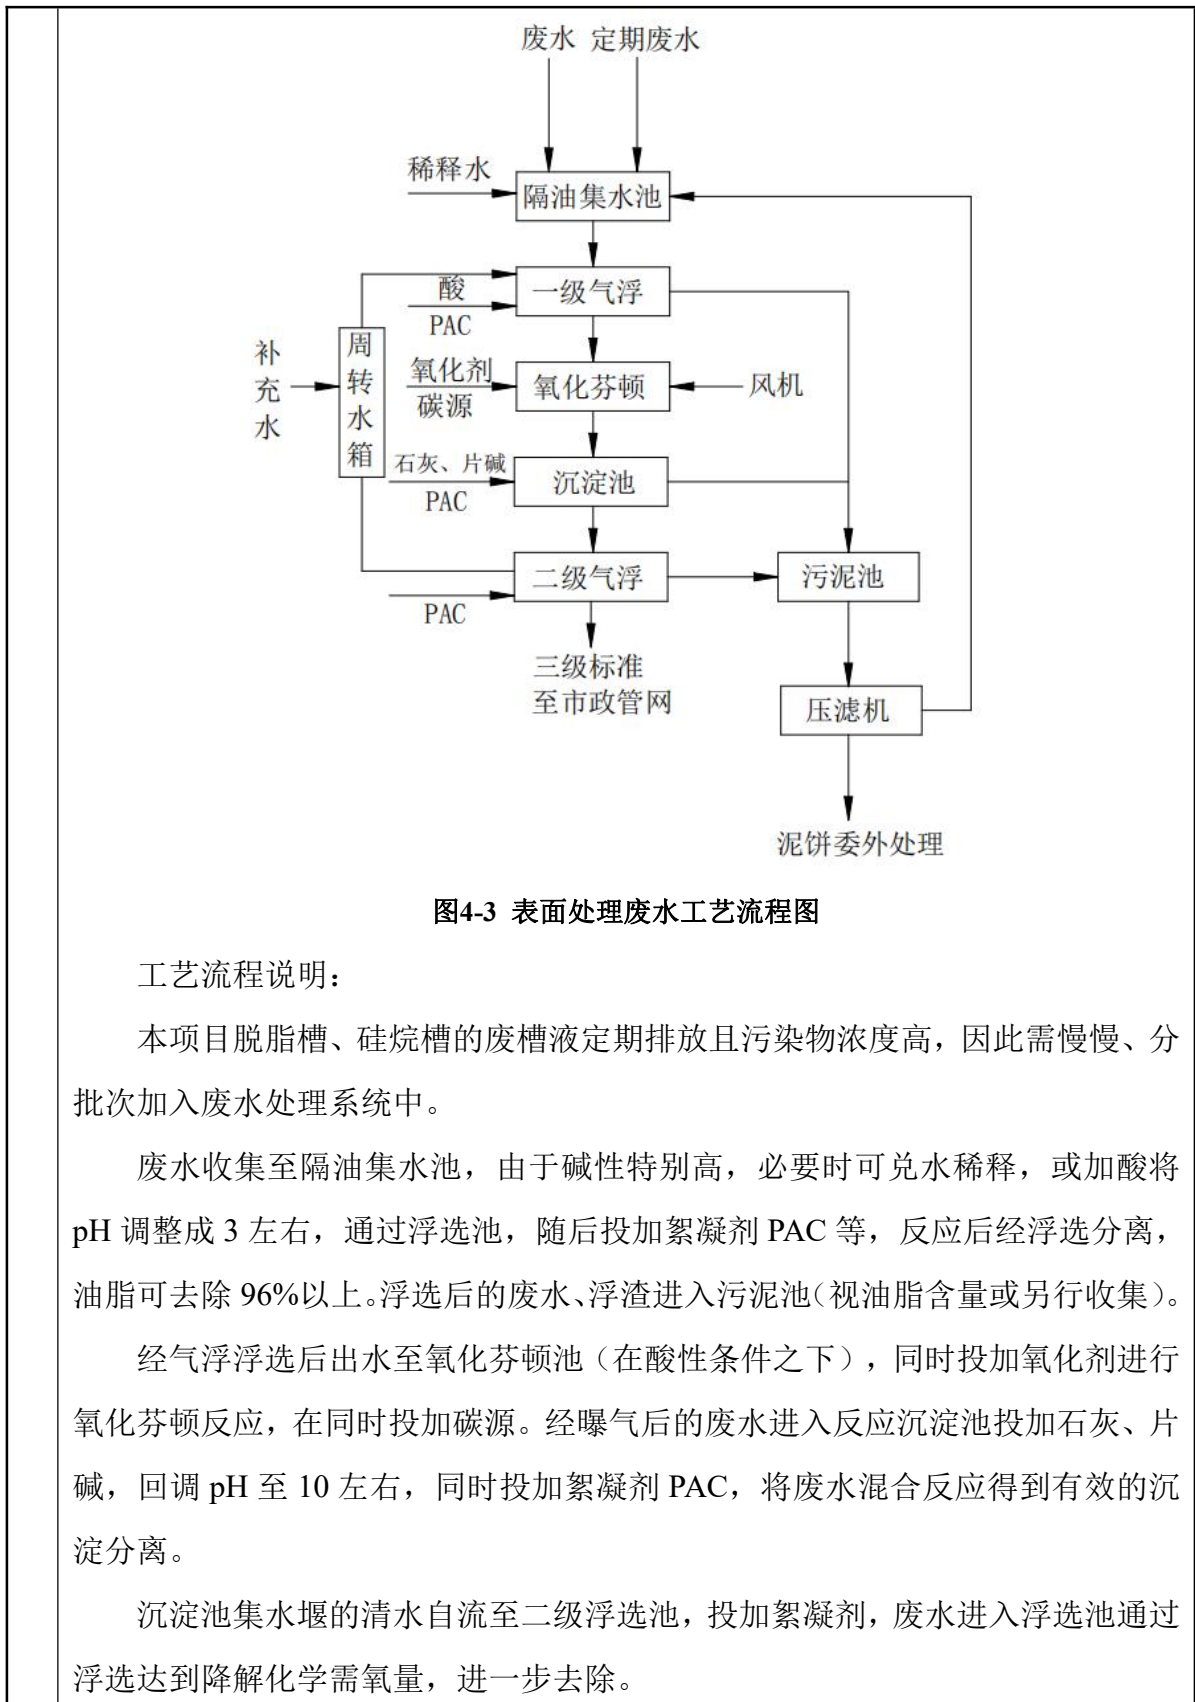 废水 定期废水
稀释水
隔油集水池
酸
一级气浮
PAC
周转水箱
补充水
氧化剂
氧化芬顿
风机
碳源
石灰、片碱
沉淀池
PAC
二级气浮
污泥池
PAC
三级标准
至市政管网
压滤机
泥饼委外处理
图4-3 表面处理废水工艺流程图
工艺流程说明：
本项目脱脂槽、硅烷槽的废槽液定期排放且污染物浓度高，因此需慢慢、分
批次加入废水处理系统中。
废水收集至隔油集水池，由于碱性特别高，必要时可兑水稀释，或加酸将
pH 调整成 3 左右，通过浮选池，随后投加絮凝剂 PAC 等，反应后经浮选分离，
油脂可去除 96%以上。浮选后的废水、浮渣进入污泥池（视油脂含量或另行收集）。
经气浮浮选后出水至氧化芬顿池（在酸性条件之下），同时投加氧化剂进行
氧化芬顿反应，在同时投加碳源。经曝气后的废水进入反应沉淀池投加石灰、片
碱，回调 pH 至 10 左右，同时投加絮凝剂 PAC，将废水混合反应得到有效的沉
淀分离。
沉淀池集水堰的清水自流至二级浮选池，投加絮凝剂，废水进入浮选池通过
浮选达到降解化学需氧量，进一步去除。